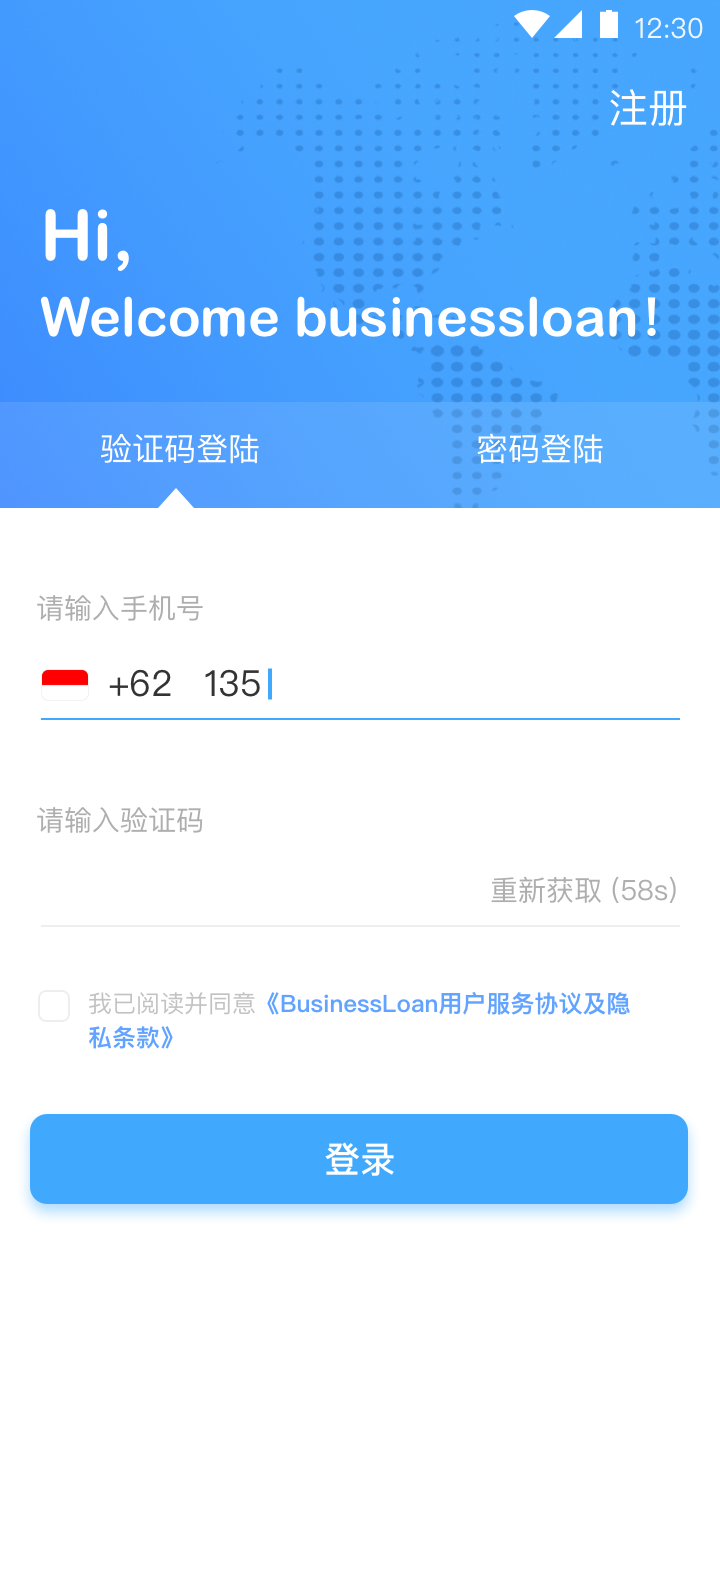 12:30
注册
Hi,
Welcome businessloan!
验证码登陆
密码登陆
请输入手机号
+62 135
请输入验证码
重新获取 (58s)
我已阅读并同意《BusinessLoan用户服务协议及隐
私条款》
登录